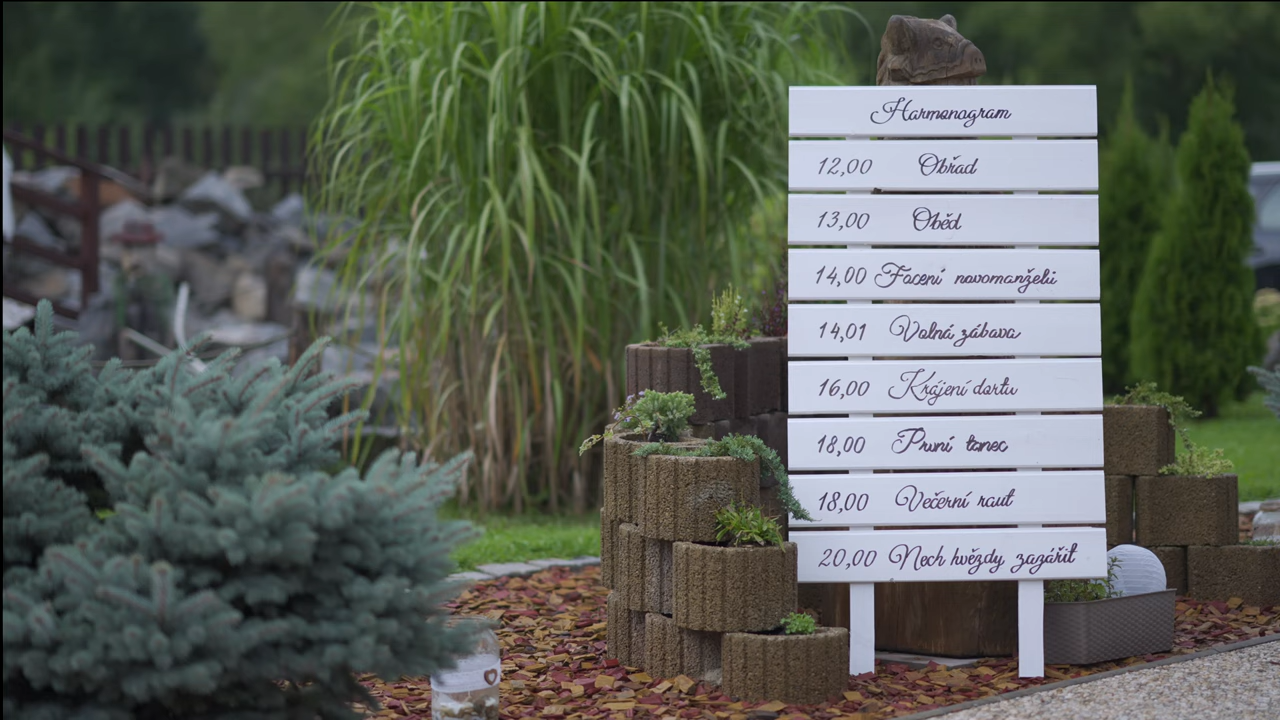 Harmonogram
12,00 Obřad
13,00 Oběd
14,00 Focení novomanželů
14,01 Volná zábava
16,00 Krájení dortu
18,00 První tanec
18,00 Večerní raut
20,00 Nech hvězdy zazářit